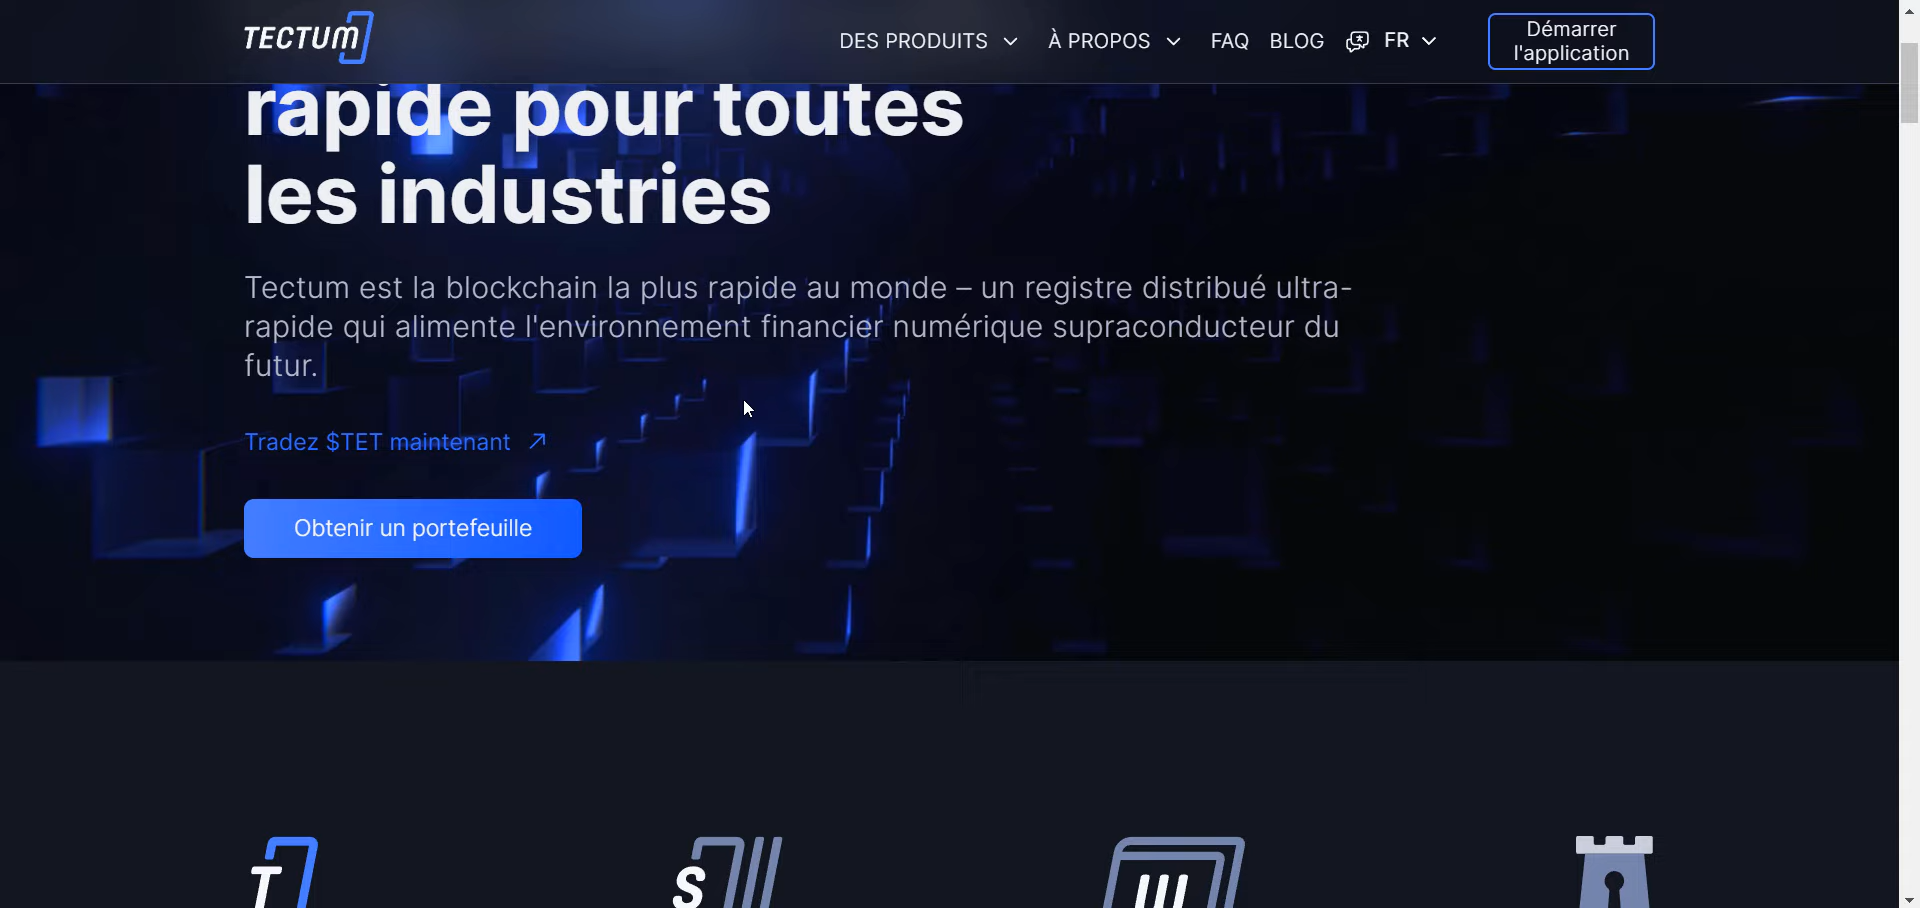 TECTUM
DES PRODUITS
À PROPOS
FAQ
BLOG
FR
Démarrer
l'application
rapide pour toutes
les industries
Tectum est la blockchain la plus rapide au monde – un registre distribué ultra-
rapide qui alimente l'environnement financier numérique supraconducteur du
futur.
Tradez $TET maintenant
Obtenir un portefeuille
T
S
W